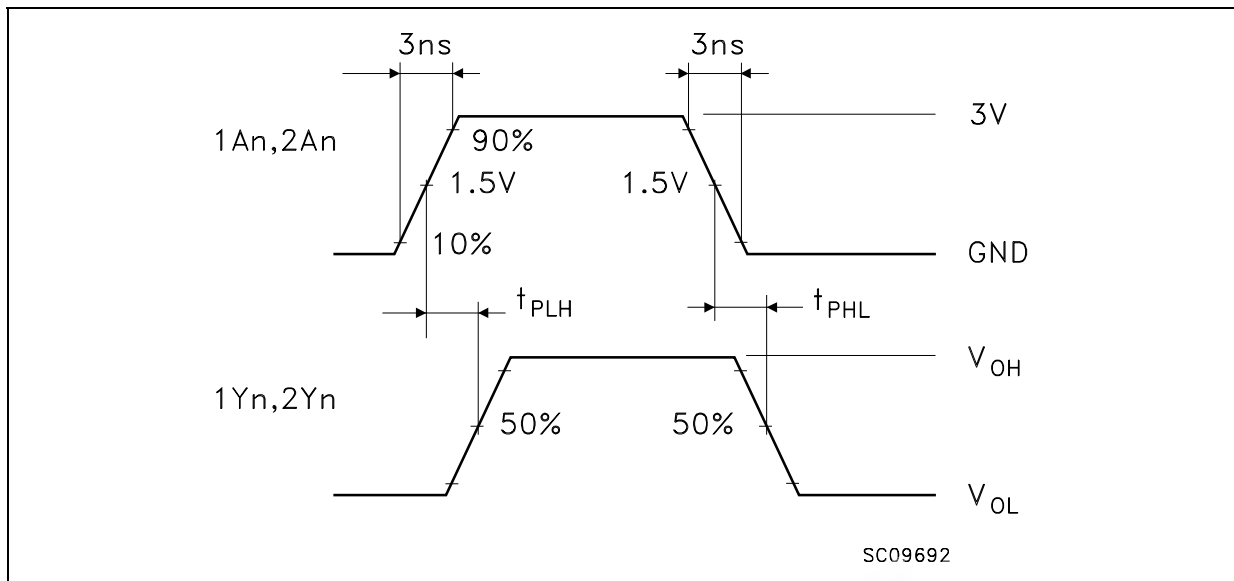 3ns 3ns
3V
1An,2An
90%
1.5V 1.5V
10%
GND
tPLH tPHL
VOH
1Yn,2Yn
50% 50%
VOL
SC09692